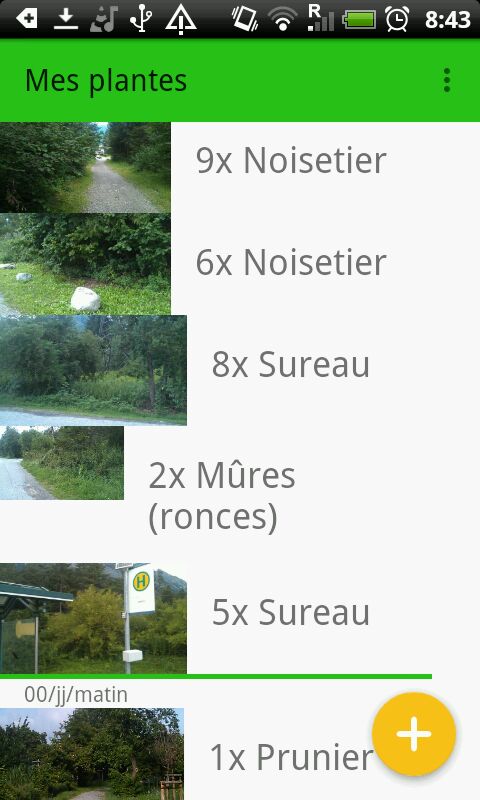 R 8:43
Mes plantes
9x Noisetier
6x Noisetier
8x Sureau
2x Mûres
(ronces)
H
5x Sureau
00/jj/matin
1x Prunier